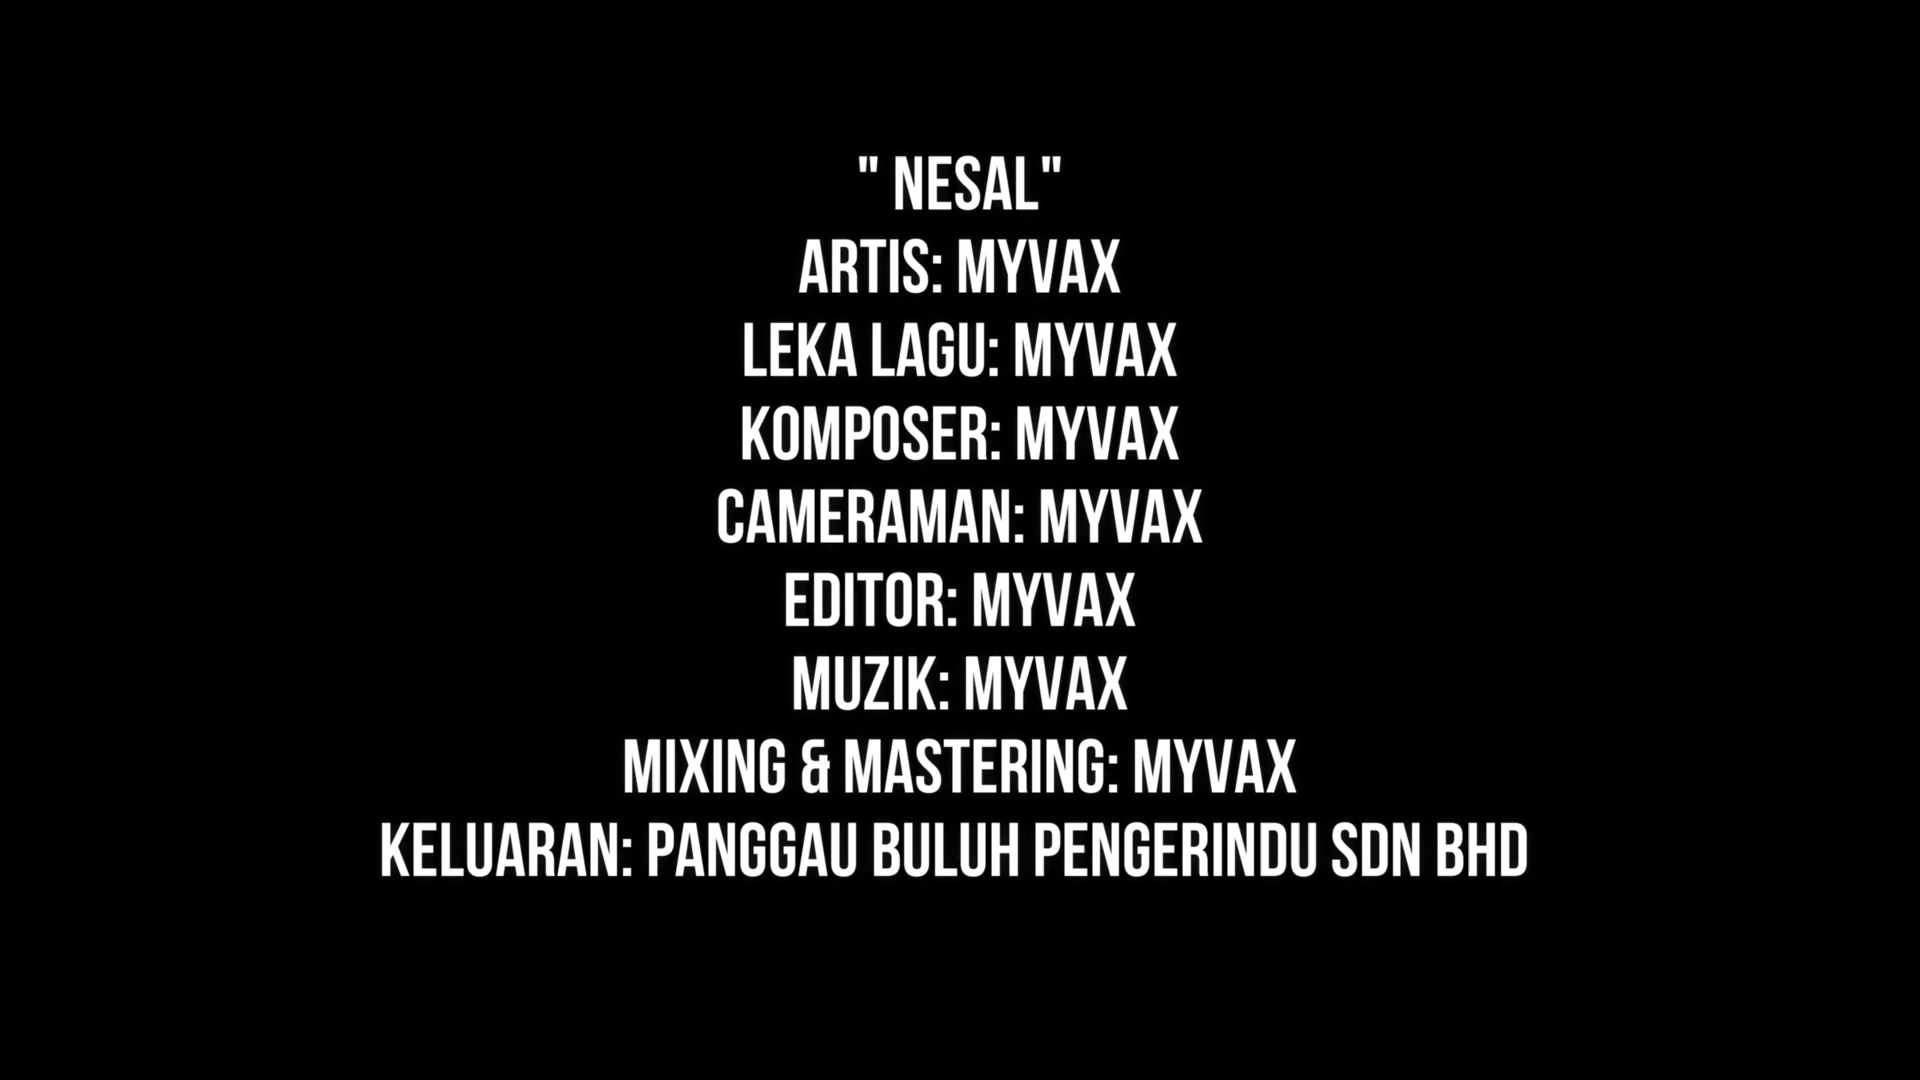 " NESAL"
ARTIS: MYVAX
LEKA LAGU: MYVAX
KOMPOSER: MYVAX
CAMERAMAN: MYVAX
EDITOR: MYVAX
MUZIK: MYVAX
MIXING & MASTERING: MYVAX
KELUARAN: PANGGAU BULUH PENGERINDU SDN BHD